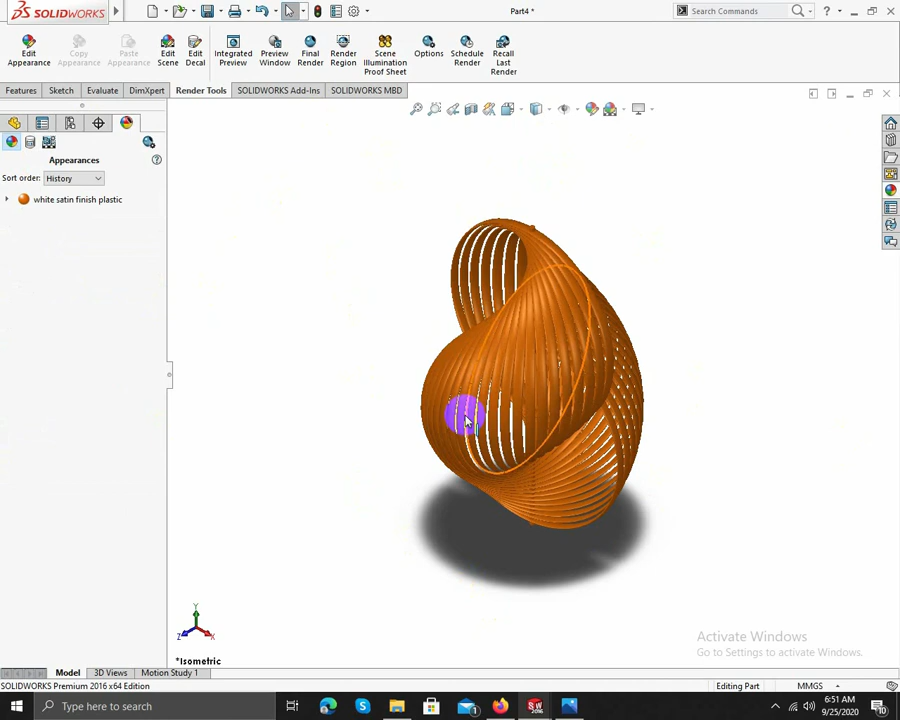 SOLIDWORKS
Part4 *
Search Commands
?
Edit Appearance
Copy Appearance
Paste Appearance
Edit Scene
Edit Decal
Integrated Preview
Preview Window
Final Render
Render Region
Scene Illumination Proof Sheet
Options
Schedule Render
Recall Last Render
Features
Sketch
Evaluate
DimXpert
Render Tools
SOLIDWORKS Add-Ins
SOLIDWORKS MBD
Appearances
?
Sort order:
History
white satin finish plastic
Y
Z
X
*Isometric
Activate Windows
Go to Settings to activate Windows.
Model
3D Views
Motion Study 1
SOLIDWORKS Premium 2016 x64 Edition
Editing Part
MMGS
Type here to search
6:51 AM
9/25/2020